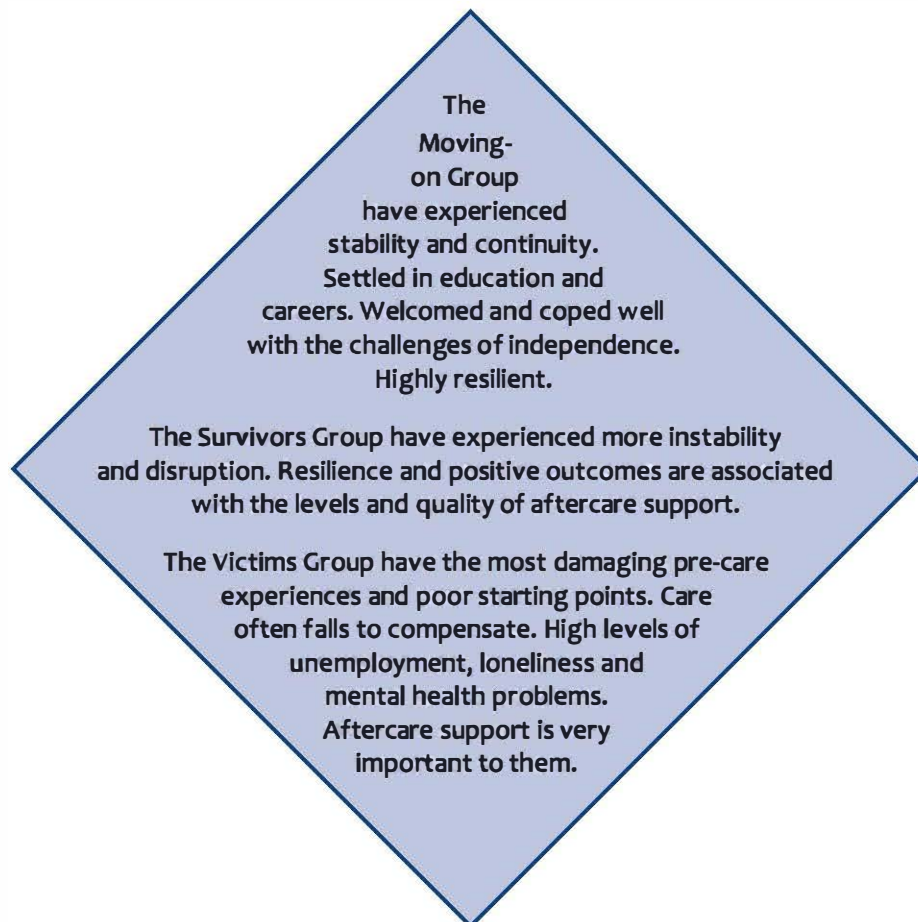 The
Moving-
on Group
have experienced
stability and continuity.
Settled in education and
careers. Welcomed and coped well
with the challenges of independence.
Highly resilient.
The Survivors Group have experienced more instability
and disruption. Resilience and positive outcomes are associated
with the levels and quality of aftercare support.
The Victims Group have the most damaging pre-care
experiences and poor starting points. Care
often falls to compensate. High levels of
unemployment, loneliness and
mental health problems.
Aftercare support is very
important to them.